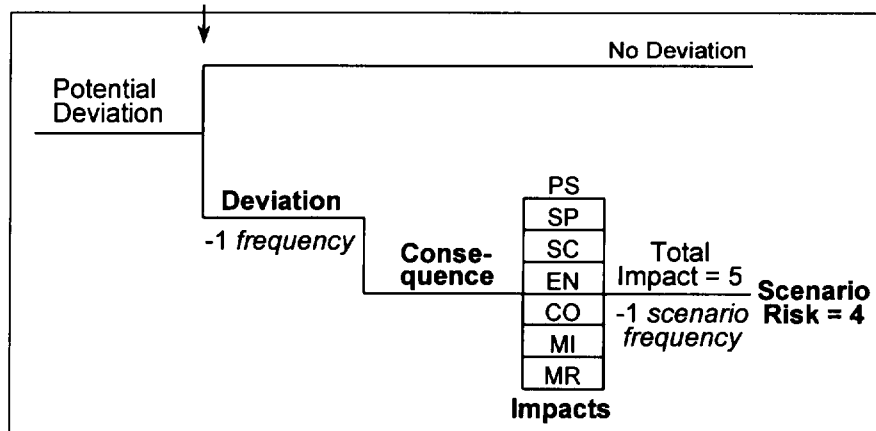 No Deviation
Potential
Deviation
Deviation
-1 frequency
Conse-
quence
PS
SP
SC
EN
CO
MI
MR
Impacts
Total
Impact = 5
-1 scenario
frequency
Scenario
Risk = 4